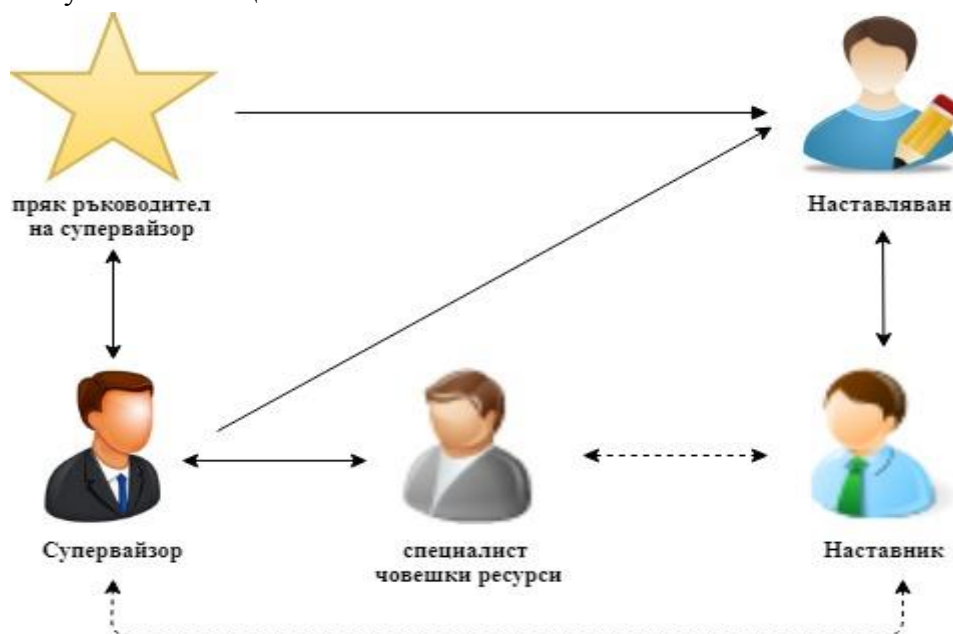 пряк ръководител
на супервайзор
Наставляван
Супервайзор
специалист
човешки ресурси
Наставник